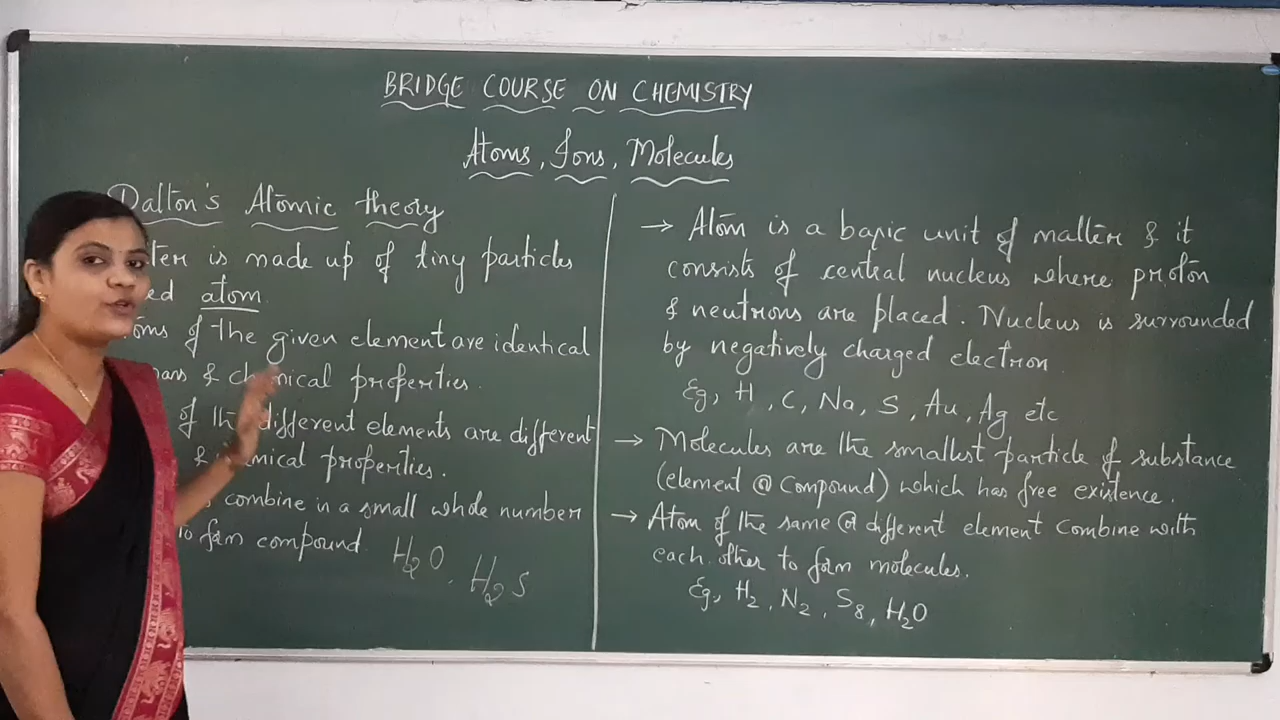 BRIDGE COURSE ON CHEMISTRY
Atoms, Ions, Molecules
Dalton's Atomic theory
is made up of tiny particles
atom.
of the given element are identical
& chemical properties.
of the different elements are different
& chemical properties.
combine in a small whole number
to form compound. H₂O, H₂S
→ Atom is a basic unit of matter & it
consists of central nucleus where proton
& neutrons are placed. Nucleus is surrounded
by negatively charged electron
Eg, H, C, Na, S, Au, Ag etc
→ Molecules are the smallest particle of substance
(element @ compound) which has free existence.
→ Atom of the same @ different element combine with
each other to form molecules.
Eg, H₂, N₂, S₈, H₂O